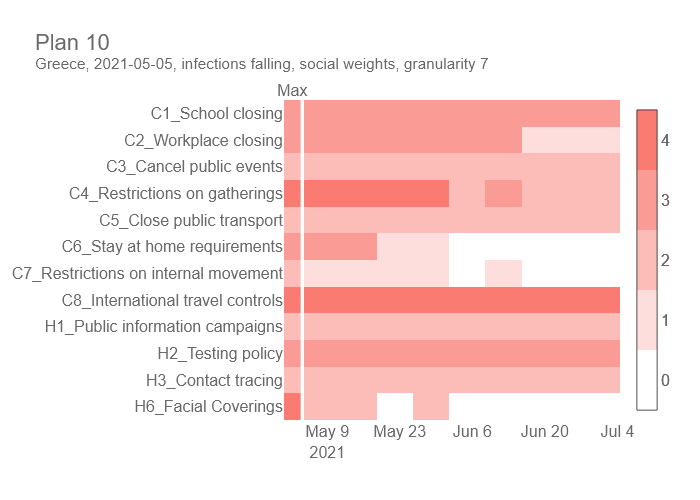 Plan 10
Greece, 2021-05-05, infections falling, social weights, granularity 7
Max
C1_School closing
C2_Workplace closing
C3_Cancel public events
C4_Restrictions on gatherings
C5_Close public transport
C6_Stay at home requirements
C7_Restrictions on internal movement
C8_International travel controls
H1_Public information campaigns
H2_Testing policy
H3_Contact tracing
H6_Facial Coverings
May 9 May 23 Jun 6 Jun 20 Jul 4
2021
4
3
2
1
0